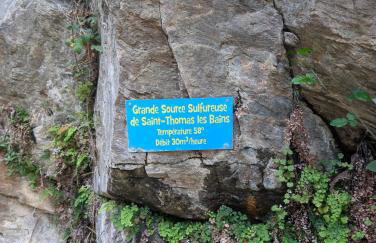 Grande Source Sulfureuse
de Saint-Thomas les Bains
Température 58°
Débit 30m³/heure